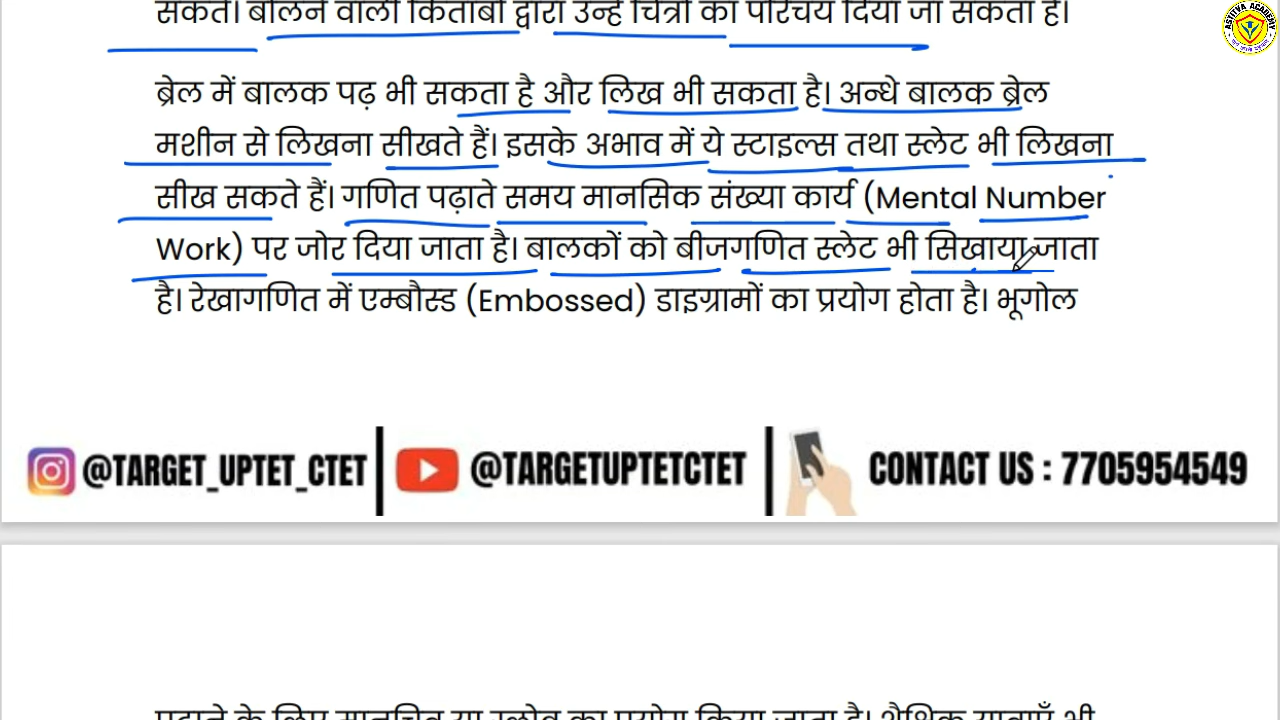 सकते। बोलने वाली किताबों द्वारा उन्हें चित्रों का परिचय दिया जा सकता है।
ASTITVA ACADEMY
ब्रेल में बालक पढ़ भी सकता है और लिख भी सकता है। अन्धे बालक ब्रेल
मशीन से लिखना सीखते हैं। इसके अभाव में ये स्टाइल्स तथा स्लेट भी लिखना
सीख सकते हैं। गणित पढ़ाते समय मानसिक संख्या कार्य (Mental Number
Work) पर जोर दिया जाता है। बालकों को बीजगणित स्लेट भी सिखाया जाता
है। रेखागणित में एम्बौस्ड (Embossed) डाइग्रामों का प्रयोग होता है। भूगोल
@TARGET_UPTET_CTET
@TARGETUPTETCTET
CONTACT US : 7705954549
पढ़ाने के लिए मानचित्र या ग्लोब का प्रयोग किया जाता है। शैक्षिक यात्राएँ भी